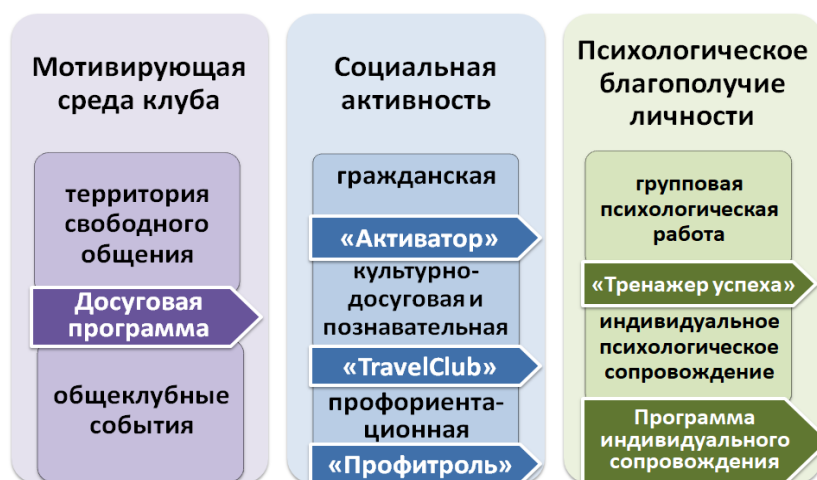 Мотивирующая
среда клуба
территория
свободного
общения
Досуговая
программа
общеклубные
события
Социальная
активность
гражданская
«Активатор»
культурно-
досуговая и
познавательная
«TravelClub»
профориента-
ционная
«Профитроль»
Психологическое
благополучие
личности
групповая
психологическая
работа
«Тренажер успеха»
индивидуальное
психологическое
сопровождение
Программа
индивидуального
сопровождения